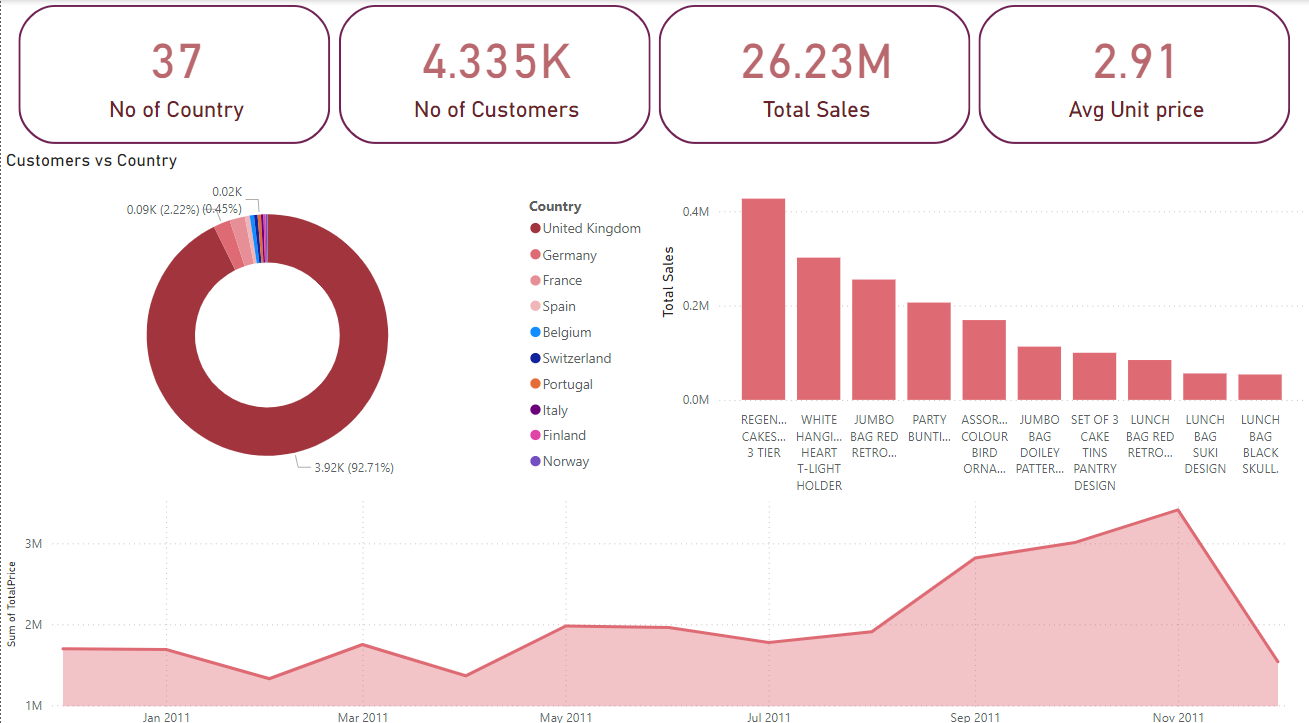 37
No of Country
4.335K
No of Customers
26.23M
Total Sales
2.91
Avg Unit price
Customers vs Country
0.02K
(0.45%)
0.09K (2.22%)
3.92K (92.71%)
Country
United Kingdom
Germany
France
Spain
Belgium
Switzerland
Portugal
Italy
Finland
Norway
Total Sales
0.4M
0.2M
0.0M
REGEN...
CAKES...
3 TIER
WHITE
HANGI...
HEART
T-LIGHT
HOLDER
JUMBO
BAG RED
RETRO...
PARTY
BUNTI...
ASSOR...
COLOUR
BIRD
ORNA...
JUMBO
BAG
DOILEY
PATTER...
SET OF 3
CAKE
TINS
PANTRY
DESIGN
LUNCH
BAG RED
RETRO...
LUNCH
BAG
SUKI
DESIGN
LUNCH
BAG
BLACK
SKULL.
Sum of TotalPrice
3M
2M
1M
Jan 2011
Mar 2011
May 2011
Jul 2011
Sep 2011
Nov 2011